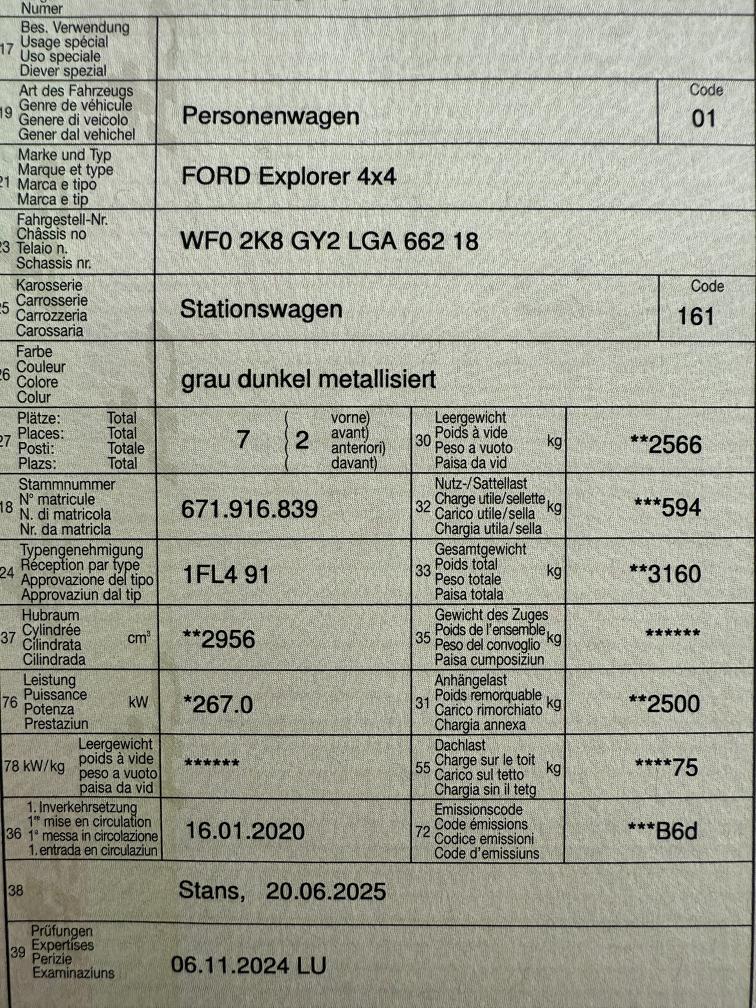 Numer
17 Bes. Verwendung
Usage spécial
Uso speciale
Diever spezial
19 Art des Fahrzeugs
Genre de véhicule
Genere di veicolo
Gener dal vehichel
Personenwagen
Code
01
21 Marke und Typ
Marque et type
Marca e tipo
Marca e tip
FORD Explorer 4x4
23 Fahrgestell-Nr.
Châssis no
Telaio n.
Schassis nr.
WF0 2K8 GY2 LGA 662 18
25 Karosserie
Carrosserie
Carrozzeria
Carossaria
Stationswagen
Code
161
26 Farbe
Couleur
Colore
Colur
grau dunkel metallisiert
27 Plätze: Total
Places: Total
Posti: Totale
Plazs: Total
7 ( 2 vorne)
avant)
anteriori)
davant)
30 Leergewicht
Poids à vide
Peso a vuoto
Paisa da vid
kg
**2566
18 Stammnummer
N° matricule
N. di matricola
Nr. da matricla
671.916.839
32 Nutz-/Sattellast
Charge utile/sellette
Carico utile/sella
Chargia utila/sella
kg
***594
24 Typengenehmigung
Réception par type
Approvazione del tipo
Approvaziun dal tip
1FL4 91
33 Gesamtgewicht
Poids total
Peso totale
Paisa totala
kg
**3160
37 Hubraum
Cylindrée
Cilindrata
Cilindrada
cm³
**2956
35 Gewicht des Zuges
Poids de l'ensemble
Peso del convoglio
Paisa cumposiziun
kg
******
76 Leistung
Puissance
Potenza
Prestaziun
kW
*267.0
31 Anhängelast
Poids remorquable
Carico rimorchiato
Chargia annexa
kg
**2500
78 kW/kg Leergewicht
poids à vide
peso a vuoto
paisa da vid
******
55 Dachlast
Charge sur le toit
Carico sul tetto
Chargia sin il tetg
kg
****75
36 1. Inverkehrsetzung
1re mise en circulation
1a messa in circolazione
1. entrada en circulaziun
16.01.2020
72 Emissionscode
Code émissions
Codice emissioni
Code d'emissiuns
***B6d
38 Stans, 20.06.2025
39 Prüfungen
Expertises
Perizie
Examinaziuns
06.11.2024 LU